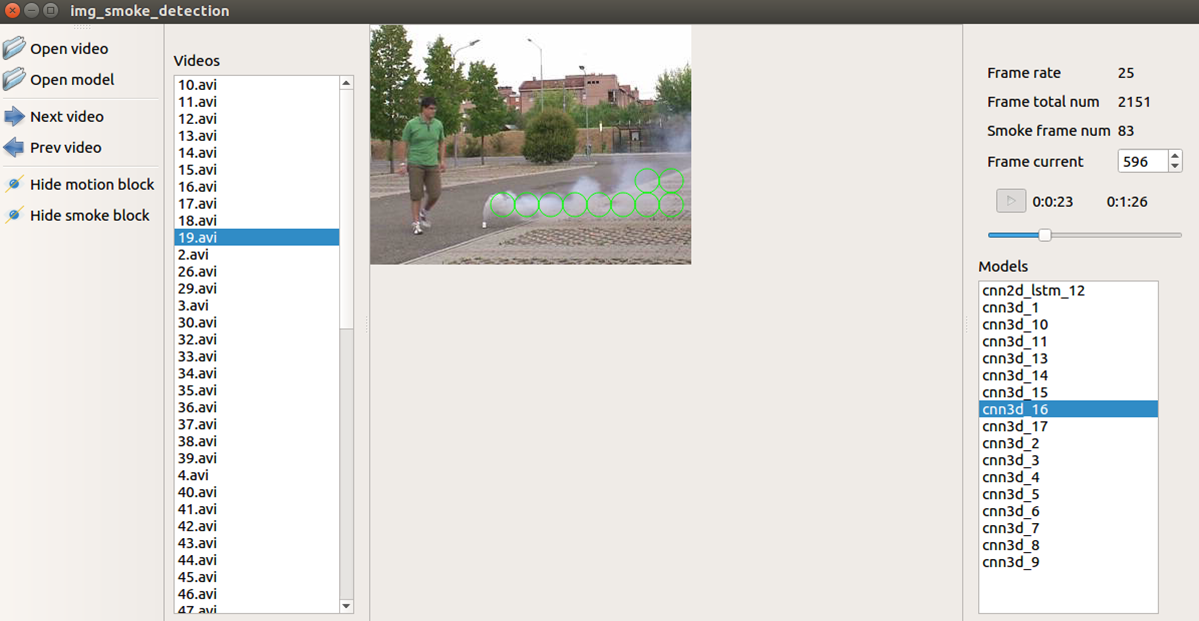 img_smoke_detection
Open video
Open model
Next video
Prev video
Hide motion block
Hide smoke block
Videos
10.avi
11.avi
12.avi
13.avi
14.avi
15.avi
16.avi
17.avi
18.avi
19.avi
2.avi
26.avi
29.avi
3.avi
30.avi
32.avi
33.avi
34.avi
35.avi
36.avi
37.avi
38.avi
39.avi
4.avi
40.avi
41.avi
42.avi
43.avi
44.avi
45.avi
46.avi
47.avi
Frame rate 25
Frame total num 2151
Smoke frame num 83
Frame current 596
0:0:23 0:1:26
Models
cnn2d_lstm_12
cnn3d_1
cnn3d_10
cnn3d_11
cnn3d_13
cnn3d_14
cnn3d_15
cnn3d_16
cnn3d_17
cnn3d_2
cnn3d_3
cnn3d_4
cnn3d_5
cnn3d_6
cnn3d_7
cnn3d_8
cnn3d_9